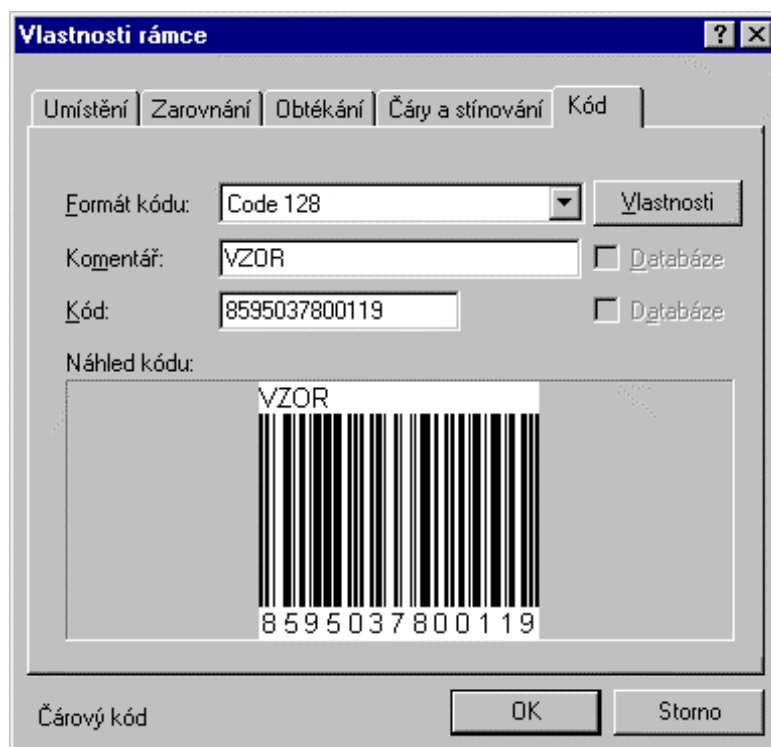 Vlastnosti rámce
Umístění Zarovnání Obtékání Čáry a stínování Kód
Formát kódu: Code 128 Vlastnosti
Komentář: VZOR Databáze
Kód: 8595037800119 Databáze
Náhled kódu:
VZOR
8595037800119
Čárový kód OK Storno